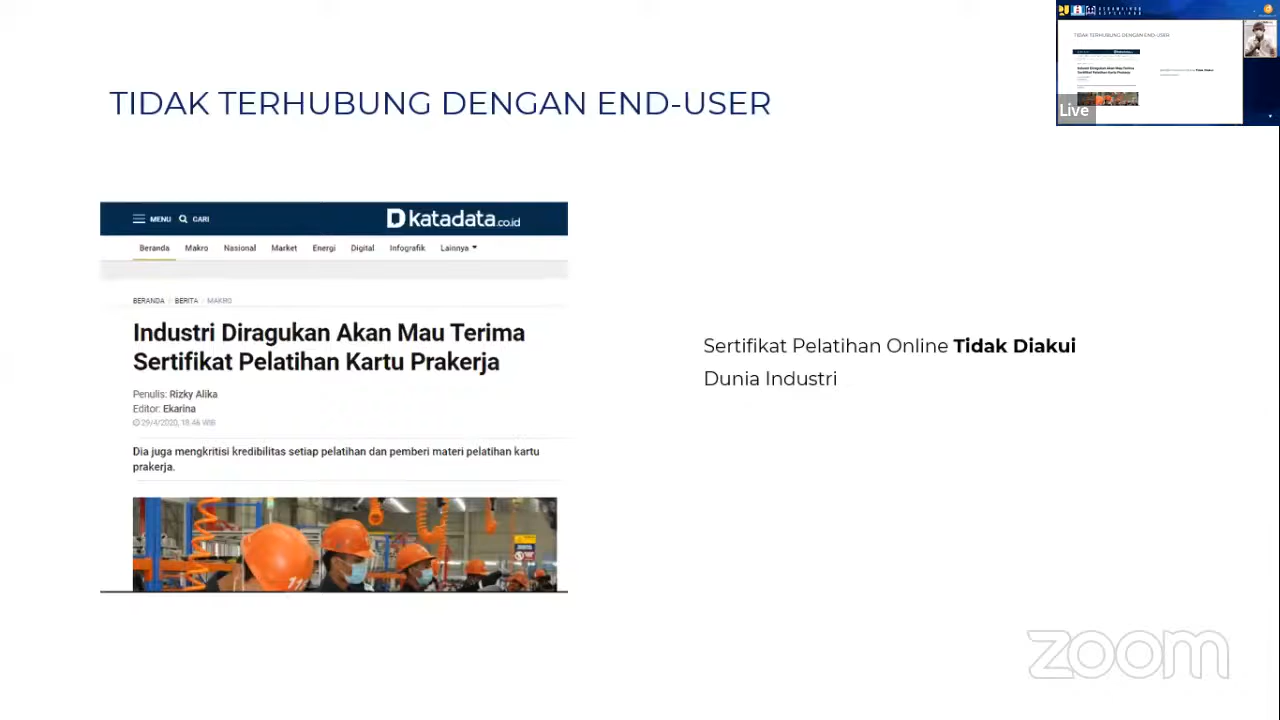 TIDAK TERHUBUNG DENGAN END-USER
Live
MENU CARI
katadata.co.id
Beranda Makro Nasional Market Energi Digital Infografik Lainnya
BERANDA / BERITA / MAKRO
Industri Diragukan Akan Mau Terima
Sertifikat Pelatihan Kartu Prakerja
Penulis: Rizky Alika
Editor: Ekarina
29/4/2020, 18.46 WIB
Dia juga mengkritisi kredibilitas setiap pelatihan dan pemberi materi pelatihan kartu
prakerja.
Sertifikat Pelatihan Online Tidak Diakui
Dunia Industri
zoom